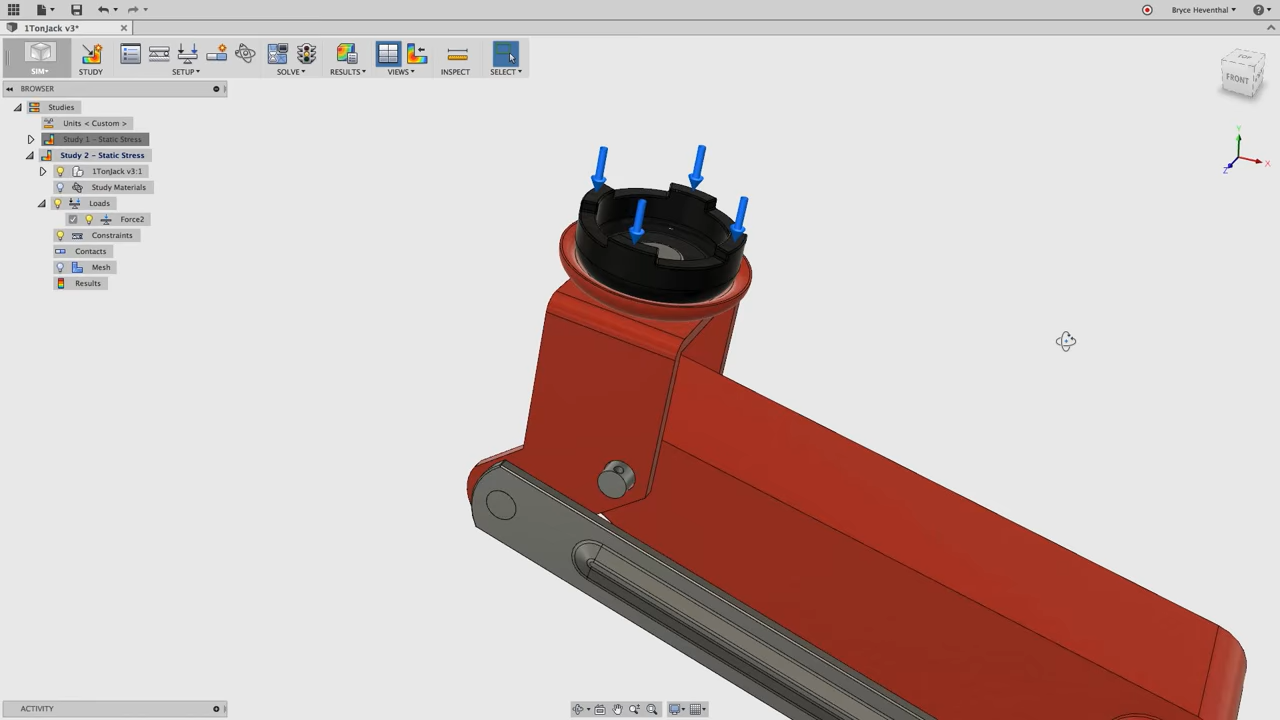 Bryce Heventhal
1TonJack v3*
SIM
STUDY
SETUP
SOLVE
RESULTS
VIEWS
INSPECT
SELECT
TOP
FRONT
BROWSER
Studies
Units < Custom >
Study 1 - Static Stress
Study 2 - Static Stress
1TonJack v3:1
Study Materials
Loads
Force2
Constraints
Contacts
Mesh
Results
Y
X
Z
ACTIVITY